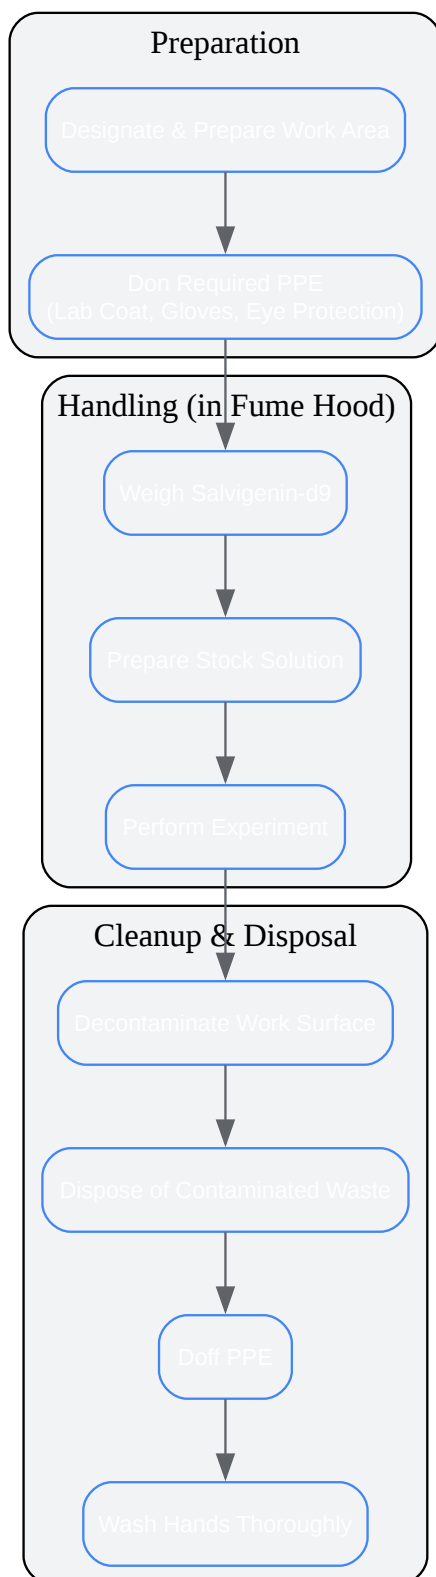 Preparation
Designate & Prepare Work Area
Don Required PPE
(Lab Coat, Gloves, Eye Protection)
Handling (in Fume Hood)
Weigh Salvigenin-d9
Prepare Stock Solution
Perform Experiment
Cleanup & Disposal
Decontaminate Work Surface
Dispose of Contaminated Waste
Doff PPE
Wash Hands Thoroughly